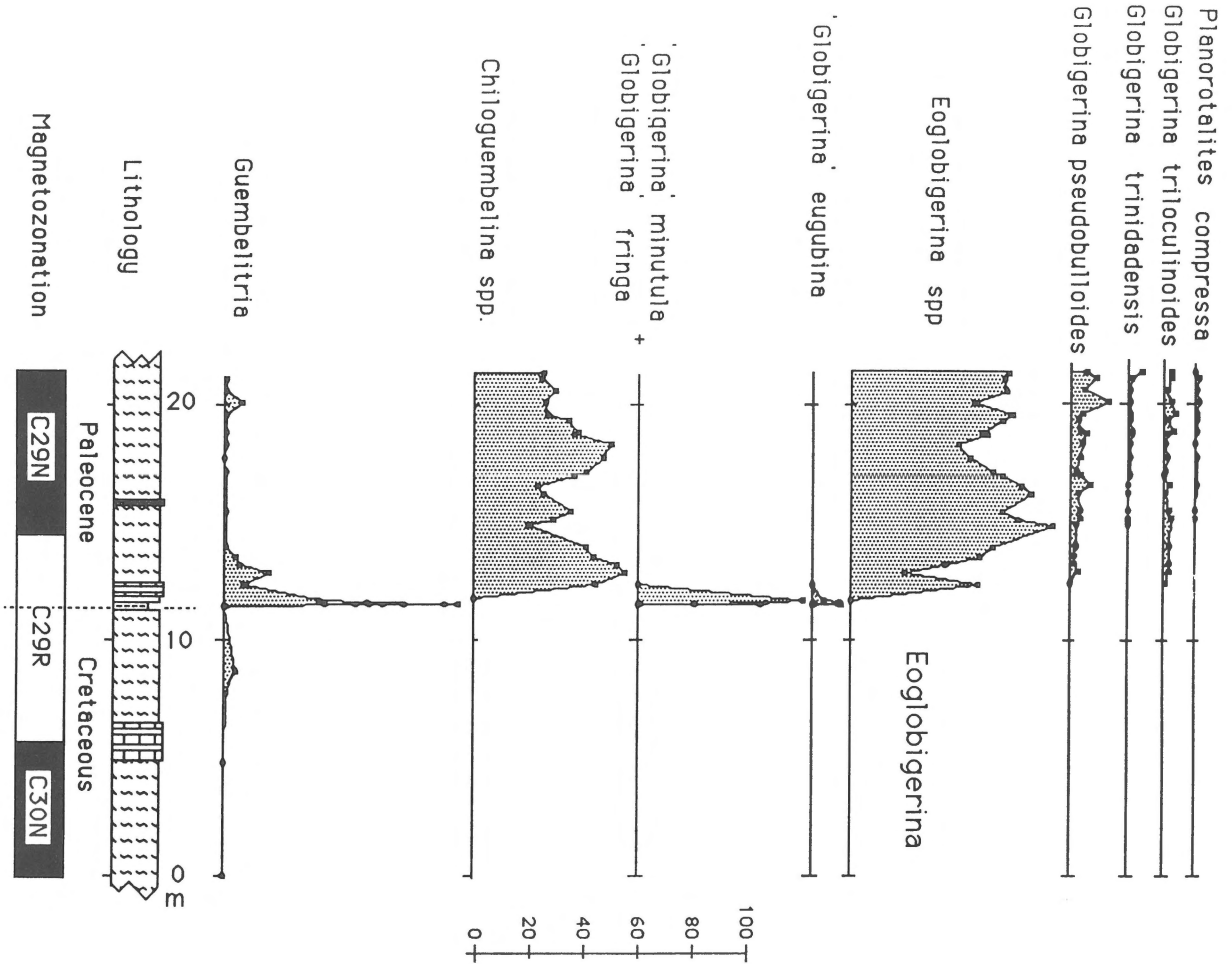 Planorotalites compressa
Globigerina triloculinoides
Globigerina trinidadensis
Globigerina pseudobulloides
Eoglobigerina spp
'Globigerina' eugubina
'Globigerina' minutula +
'Globigerina' fringa
Chiloguembelina spp.
Guembelitria
Lithology
Magnetozonation
C29N
C29R
C30N
Paleocene
Cretaceous
20
10
0
m
Eoglobigerina
0
20
40
60
80
100